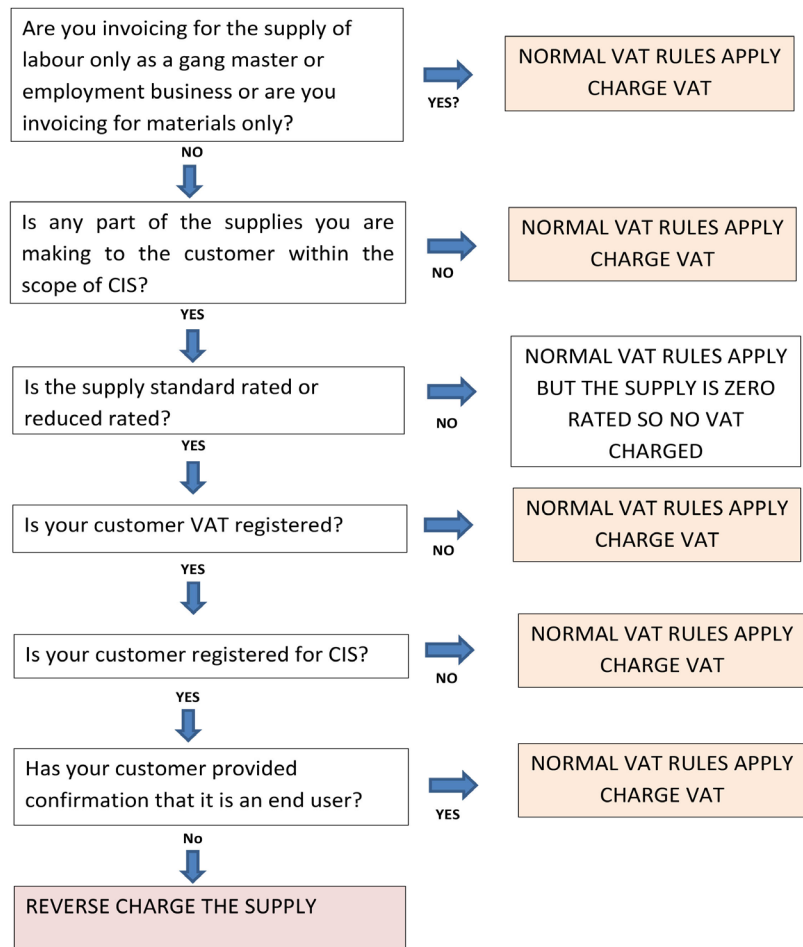 Are you invoicing for the supply of
labour only as a gang master or
employment business or are you
invoicing for materials only?
YES?
NORMAL VAT RULES APPLY
CHARGE VAT
NO
Is any part of the supplies you are
making to the customer within the
scope of CIS?
NO
NORMAL VAT RULES APPLY
CHARGE VAT
YES
Is the supply standard rated or
reduced rated?
NO
NORMAL VAT RULES APPLY
BUT THE SUPPLY IS ZERO
RATED SO NO VAT
CHARGED
YES
Is your customer VAT registered?
NO
NORMAL VAT RULES APPLY
CHARGE VAT
YES
Is your customer registered for CIS?
NO
NORMAL VAT RULES APPLY
CHARGE VAT
YES
Has your customer provided
confirmation that it is an end user?
YES
NORMAL VAT RULES APPLY
CHARGE VAT
No
REVERSE CHARGE THE SUPPLY